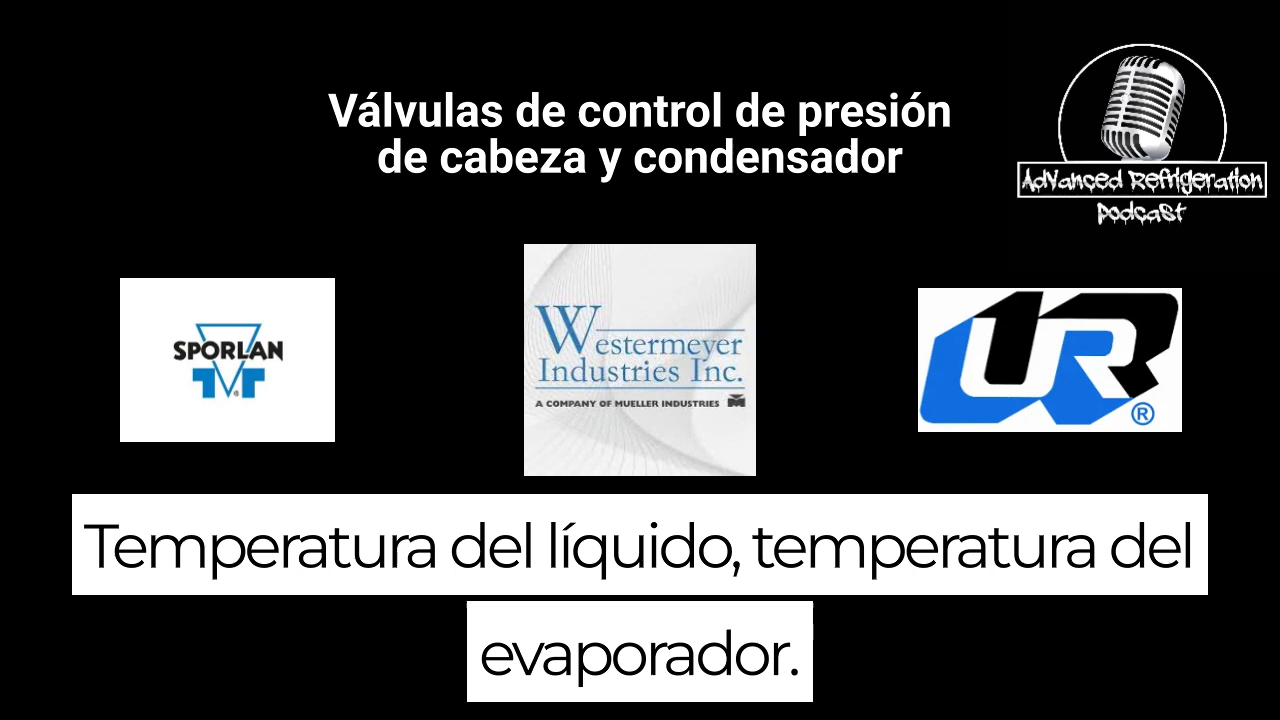 Válvulas de control de presión
de cabeza y condensador
Advanced Refrigeration
Podcast
SPORLAN
Westermeyer
Industries Inc.
A COMPANY OF MUELLER INDUSTRIES
UR®
Temperatura del líquido, temperatura del
evaporador.